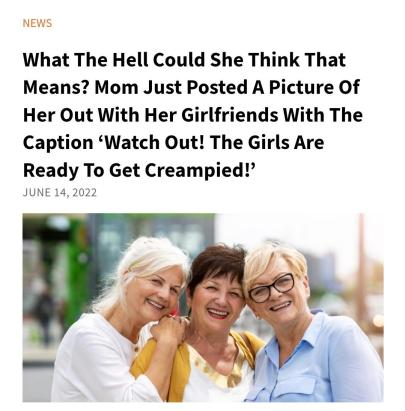 NEWS
What The Hell Could She Think That
Means? Mom Just Posted A Picture Of
Her Out With Her Girlfriends With The
Caption ‘Watch Out! The Girls Are
Ready To Get Creampied!’
JUNE 14, 2022